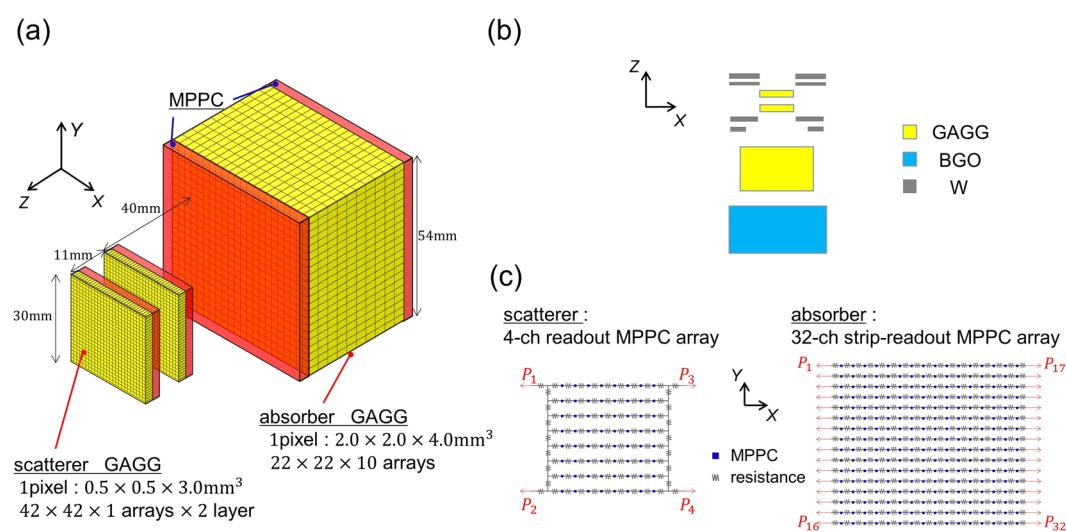 (a)
MPPC
Y
Z
X
40mm
11mm
54mm
30mm
absorber GAGG
1pixel : 2.0 × 2.0 × 4.0mm³
22 × 22 × 10 arrays
scatterer GAGG
1pixel : 0.5 × 0.5 × 3.0mm³
42 × 42 × 1 arrays × 2 layer
(b)
Z
X
GAGG
BGO
W
(c)
scatterer :
4-ch readout MPPC array
absorber :
32-ch strip-readout MPPC array
P₁
P₃
P₂
P₄
Y
X
MPPC
resistance
P₁
P₁₇
P₁₆
P₃₂